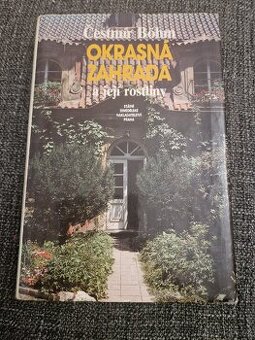 Čestmír Böhm
OKRASNÁ
ZAHRADA
a její rostliny
STÁTNÍ
ZEMĚDĚLSKÉ
NAKLADATELSTVÍ
PRAHA